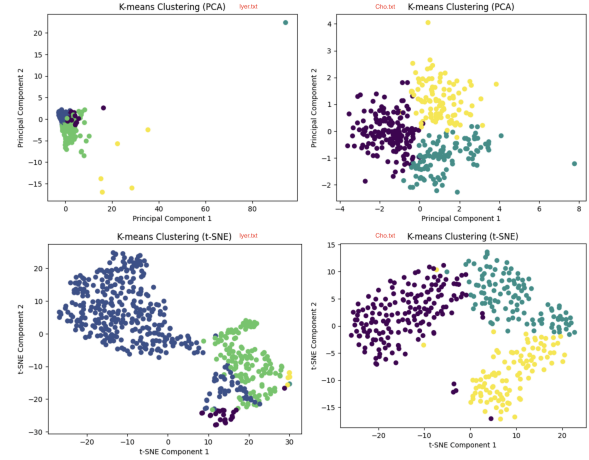 K-means Clustering (PCA) Iyer.txt
20
15
10
5
0
−5
−10
−15
Principal Component 2
0 20 40 60 80
Principal Component 1
Cho.txt K-means Clustering (PCA)
4
3
2
1
0
−1
−2
Principal Component 2
−4 −2 0 2 4 6 8
Principal Component 1
K-means Clustering (t-SNE) Iyer.txt
20
10
0
−10
−20
−30
t-SNE Component 2
−20 −10 0 10 20 30
t-SNE Component 1
Cho.txt K-means Clustering (t-SNE)
15
10
5
0
−5
−10
−15
t-SNE Component 2
−20 −10 0 10 20
t-SNE Component 1